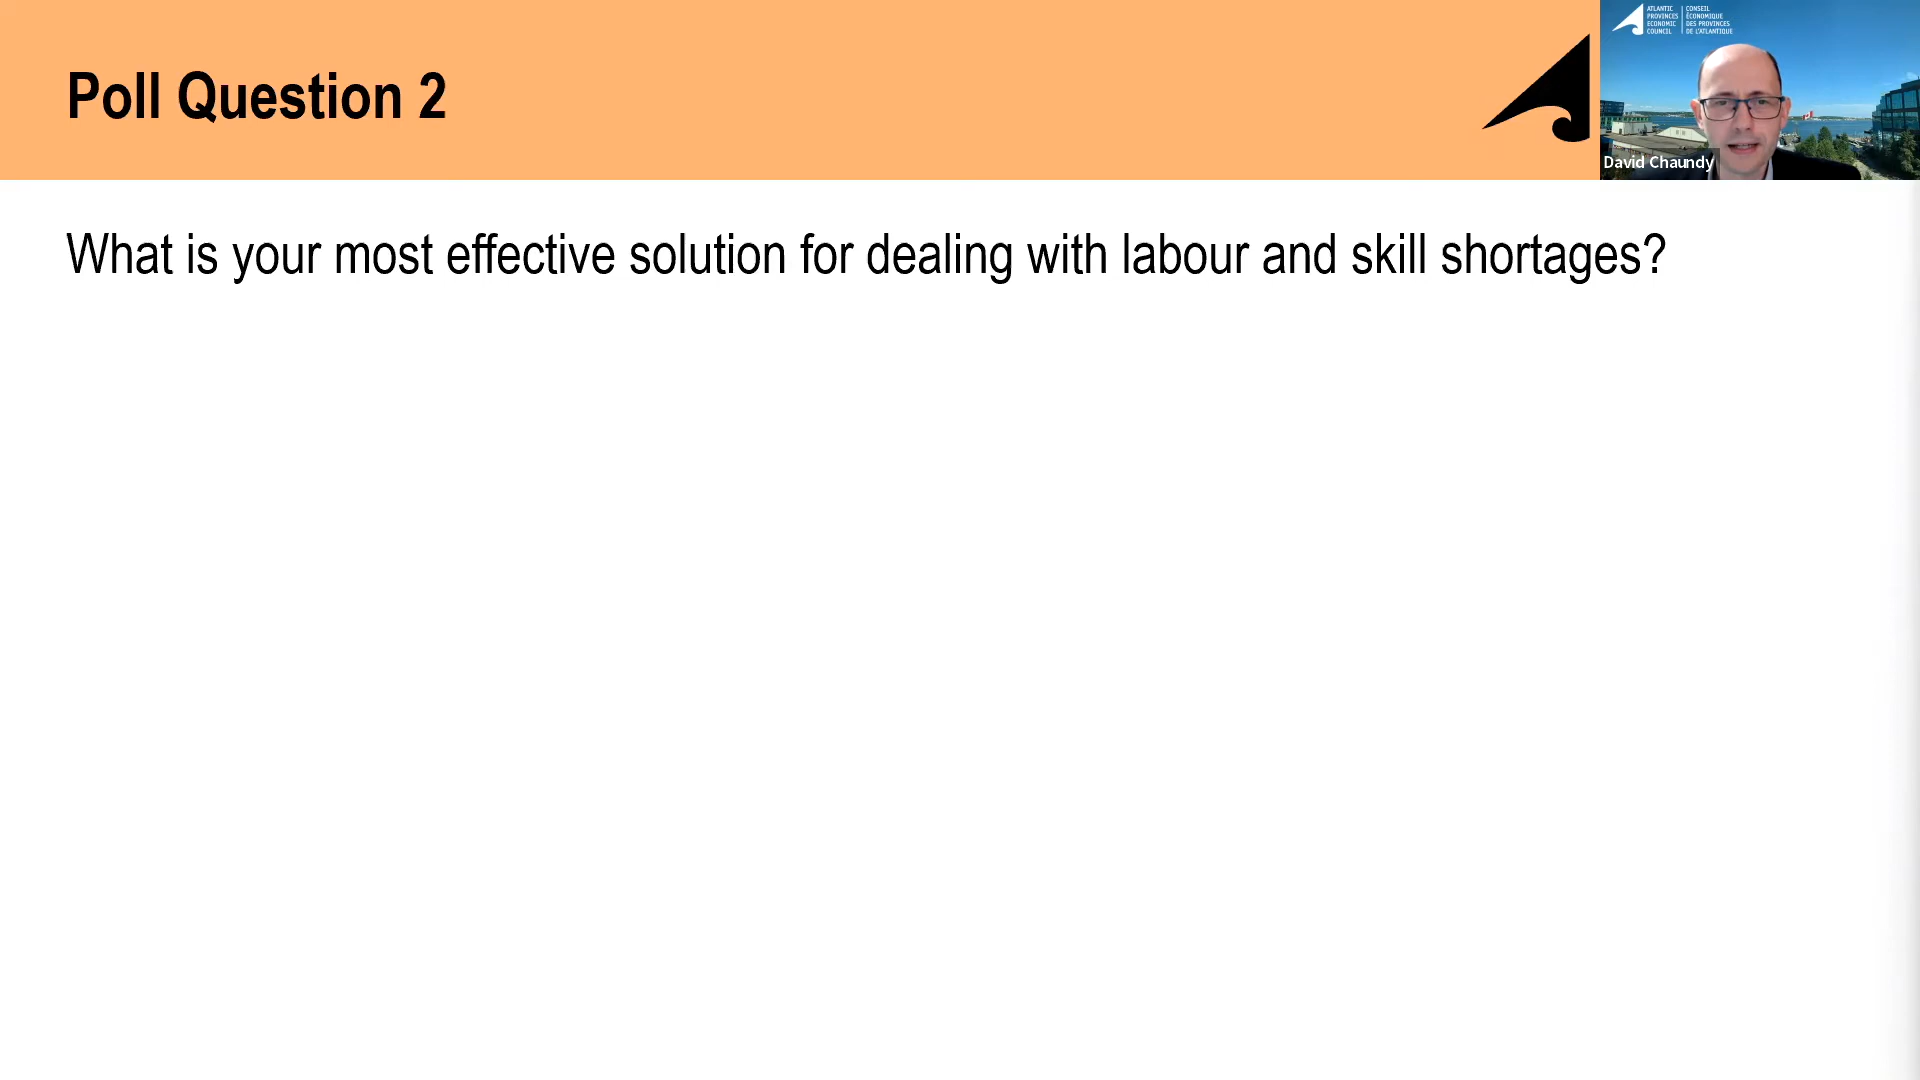 Poll Question 2
ATLANTIC
PROVINCES
ECONOMIC
COUNCIL
CONSEIL
ÉCONOMIQUE
DES PROVINCES
DE L'ATLANTIQUE
David Chaundy
What is your most effective solution for dealing with labour and skill shortages?